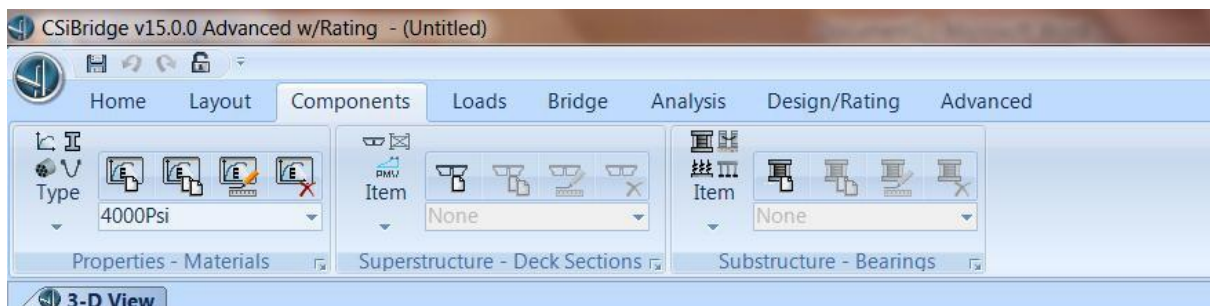 CSiBridge v15.0.0 Advanced w/Rating - (Untitled)
Home Layout Components Loads Bridge Analysis Design/Rating Advanced
Type
4000Psi
Properties - Materials
PMV
Item
None
Superstructure - Deck Sections
Item
None
Substructure - Bearings
3-D View